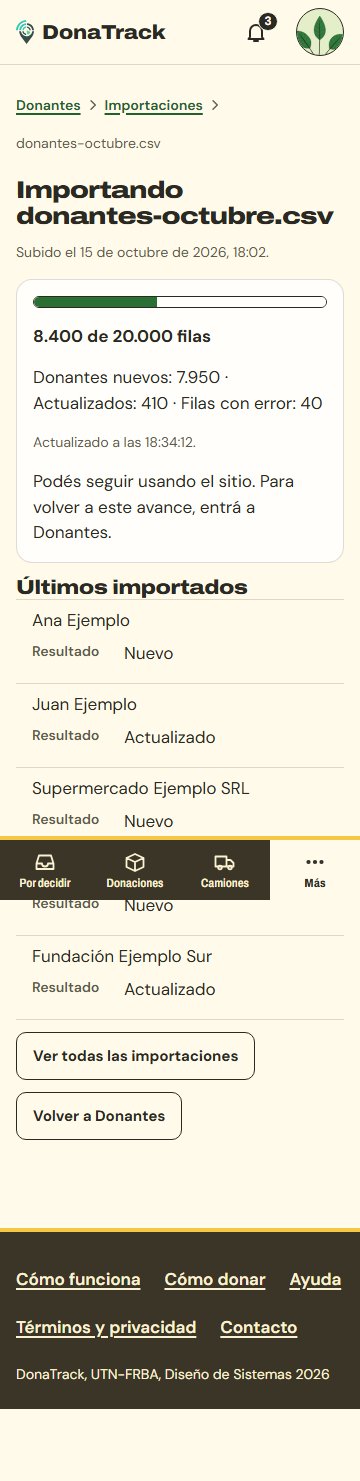 DonaTrack
3
Donantes > Importaciones >
donantes-octubre.csv
Importando
donantes-octubre.csv
Subido el 15 de octubre de 2026, 18:02.
8.400 de 20.000 filas
Donantes nuevos: 7.950 ·
Actualizados: 410 · Filas con error: 40
Actualizado a las 18:34:12.
Podés seguir usando el sitio. Para
volver a este avance, entrá a
Donantes.
Últimos importados
Ana Ejemplo
Resultado Nuevo
Juan Ejemplo
Resultado Actualizado
Supermercado Ejemplo SRL
Resultado Nuevo
Por decidir Donaciones Camiones Más
Resultado Nuevo
Fundación Ejemplo Sur
Resultado Actualizado
Ver todas las importaciones
Volver a Donantes
Cómo funciona Cómo donar Ayuda
Términos y privacidad Contacto
DonaTrack, UTN-FRBA, Diseño de Sistemas 2026